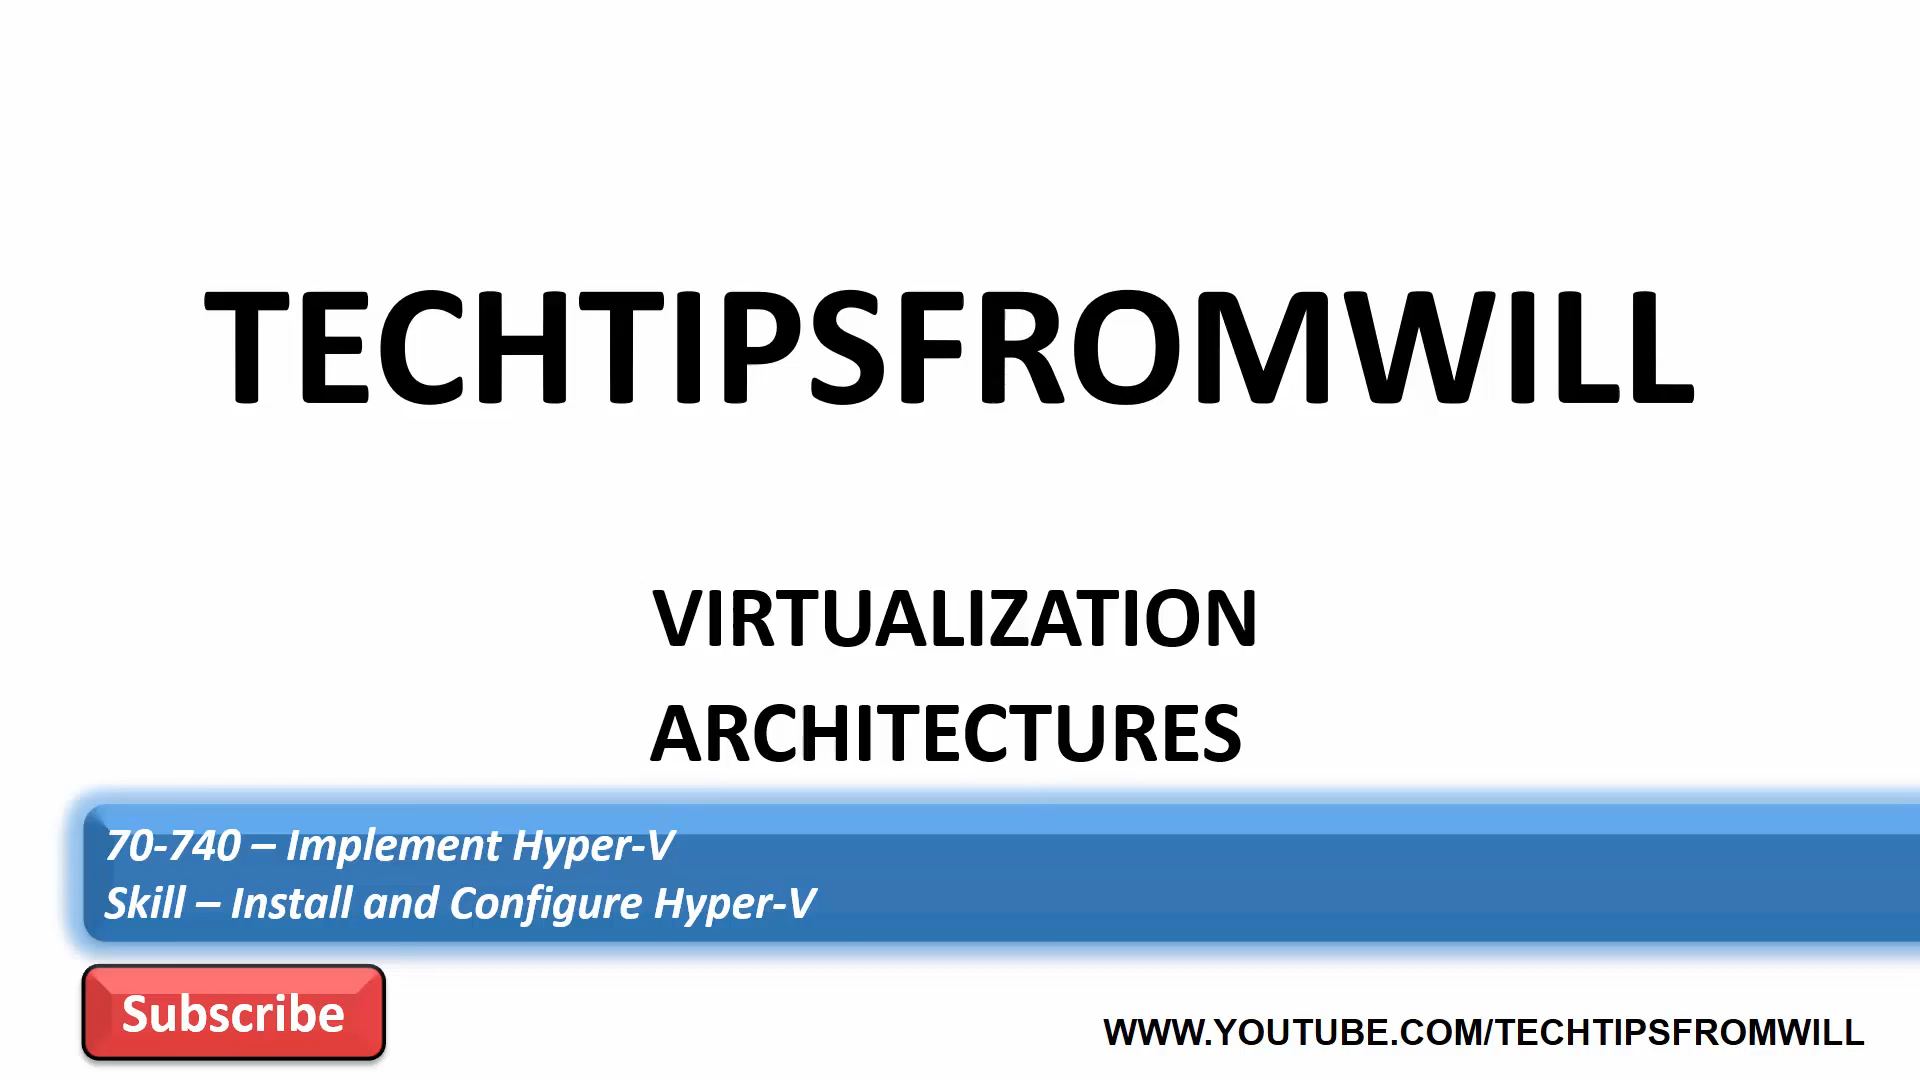 TECHTIPSFROMWILL
VIRTUALIZATION
ARCHITECTURES
70-740 – Implement Hyper-V
Skill – Install and Configure Hyper-V
Subscribe
WWW.YOUTUBE.COM/TECHTIPSFROMWILL